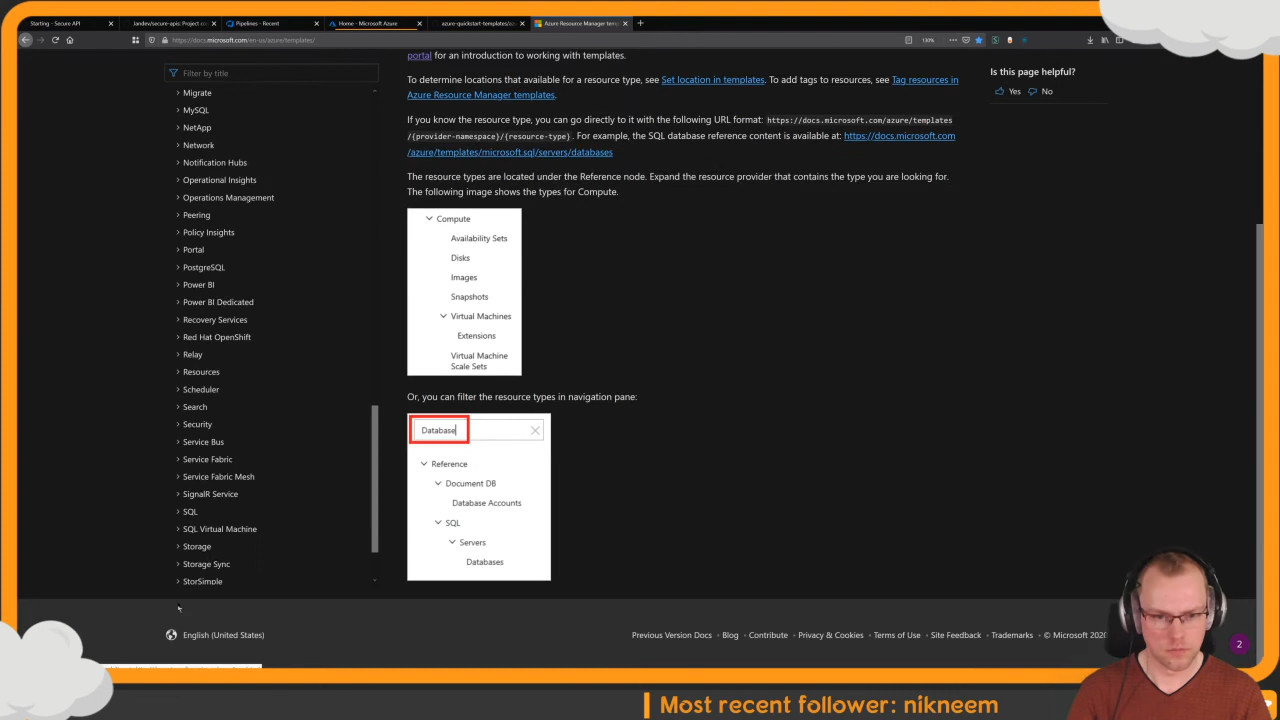 Starting - Secure API
Jandev/secure-apis: Project co
Pipelines - Recent
Home - Microsoft Azure
azure-quickstart-templates/az
Azure Resource Manager temp
https://docs.microsoft.com/en-us/azure/templates/
130%
Filter by title
Migrate
MySQL
NetApp
Network
Notification Hubs
Operational Insights
Operations Management
Peering
Policy Insights
Portal
PostgreSQL
Power BI
Power BI Dedicated
Recovery Services
Red Hat OpenShift
Relay
Resources
Scheduler
Search
Security
Service Bus
Service Fabric
Service Fabric Mesh
SignalR Service
SQL
SQL Virtual Machine
Storage
Storage Sync
StorSimple
portal for an introduction to working with templates.
To determine locations that available for a resource type, see Set location in templates. To add tags to resources, see Tag resources in
Azure Resource Manager templates.
If you know the resource type, you can go directly to it with the following URL format: https://docs.microsoft.com/azure/templates
/{provider-namespace}/{resource-type}. For example, the SQL database reference content is available at: https://docs.microsoft.com
/azure/templates/microsoft.sql/servers/databases
The resource types are located under the Reference node. Expand the resource provider that contains the type you are looking for.
The following image shows the types for Compute.
Compute
Availability Sets
Disks
Images
Snapshots
Virtual Machines
Extensions
Virtual Machine
Scale Sets
Or, you can filter the resource types in navigation pane:
Database
Reference
Document DB
Database Accounts
SQL
Servers
Databases
Is this page helpful?
Yes No
English (United States)
Previous Version Docs • Blog • Contribute • Privacy & Cookies • Terms of Use • Site Feedback • Trademarks • © Microsoft 2020
2
Most recent follower: nikneem